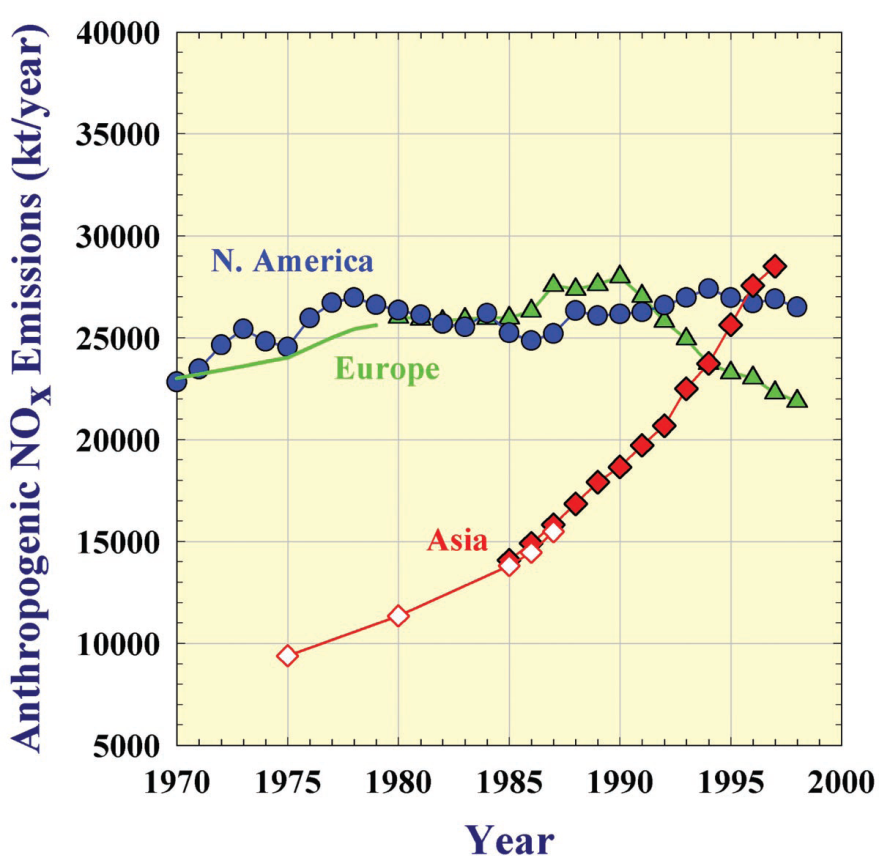 Anthropogenic NOx Emissions (kt/year)
40000
35000
30000
25000
20000
15000
10000
5000
N. America
Europe
Asia
1970 1975 1980 1985 1990 1995 2000
Year